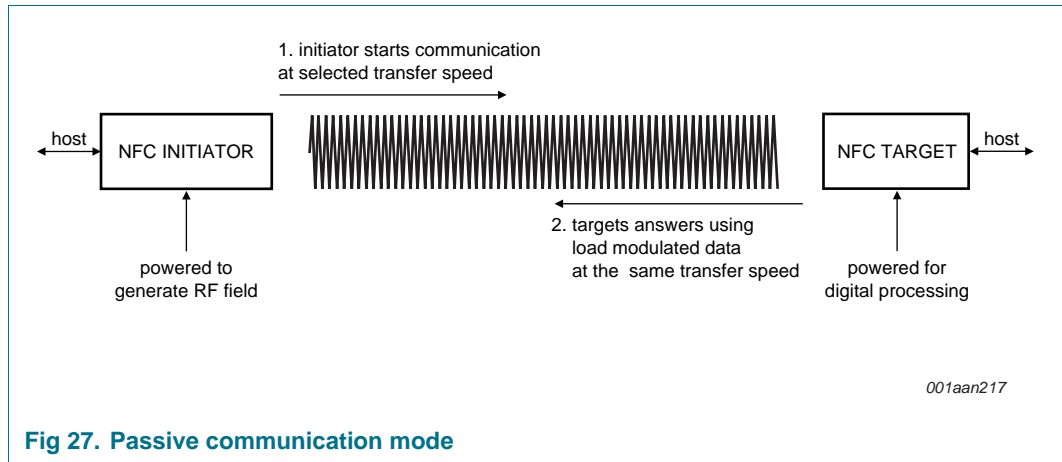 1. initiator starts communication
at selected transfer speed
host
NFC INITIATOR
NFC TARGET
host
2. targets answers using
load modulated data
at the same transfer speed
powered to
generate RF field
powered for
digital processing
001aan217
Fig 27. Passive communication mode